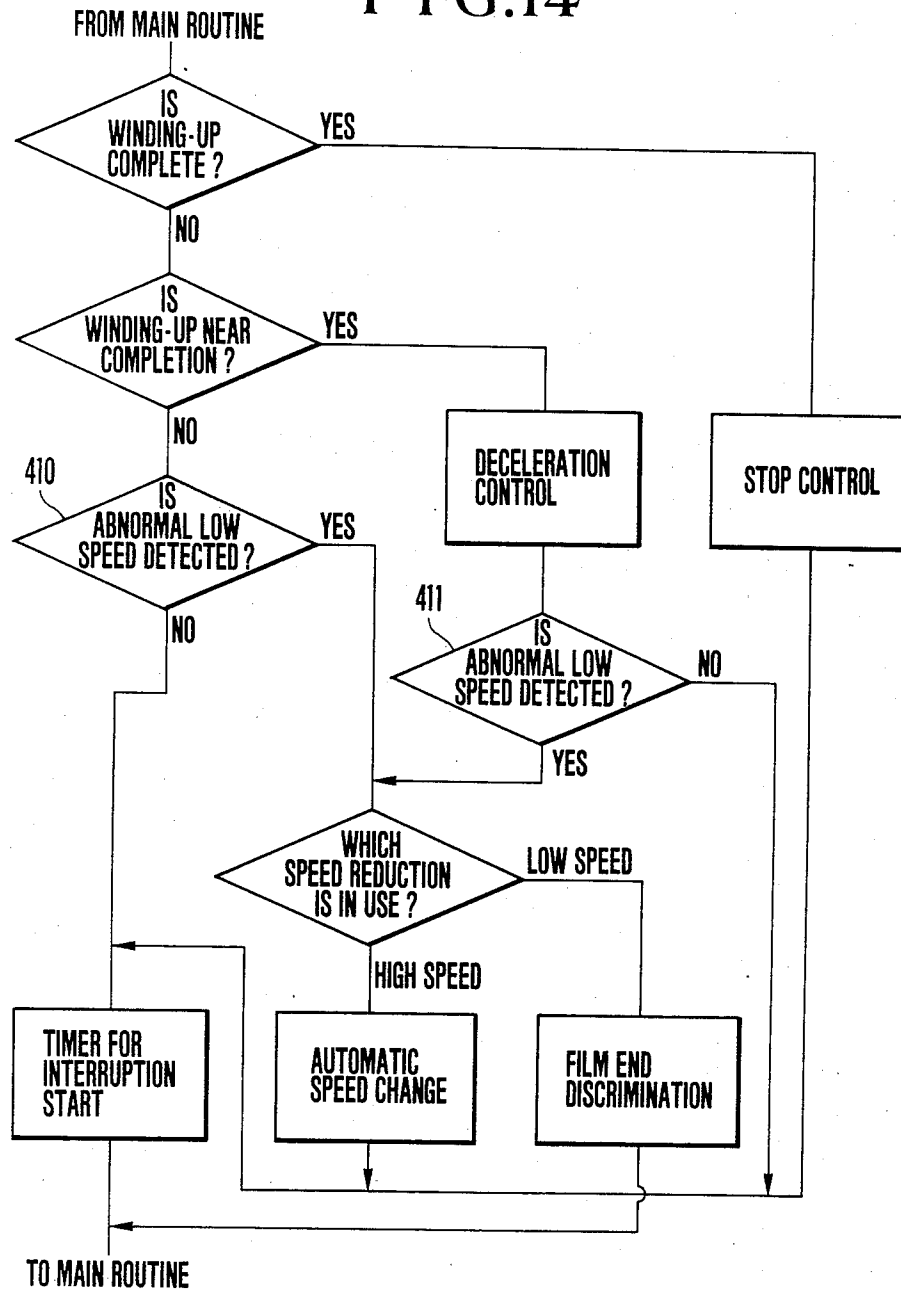 FIG.14
FROM MAIN ROUTINE
IS
WINDING-UP
COMPLETE ?
YES
NO
IS
WINDING-UP NEAR
COMPLETION ?
YES
NO
DECELERATION
CONTROL
STOP CONTROL
410
IS
ABNORMAL LOW
SPEED DETECTED ?
YES
NO
411
IS
ABNORMAL LOW
SPEED DETECTED ?
NO
YES
WHICH
SPEED REDUCTION
IS IN USE ?
LOW SPEED
HIGH SPEED
TIMER FOR
INTERRUPTION
START
AUTOMATIC
SPEED CHANGE
FILM END
DISCRIMINATION
TO MAIN ROUTINE